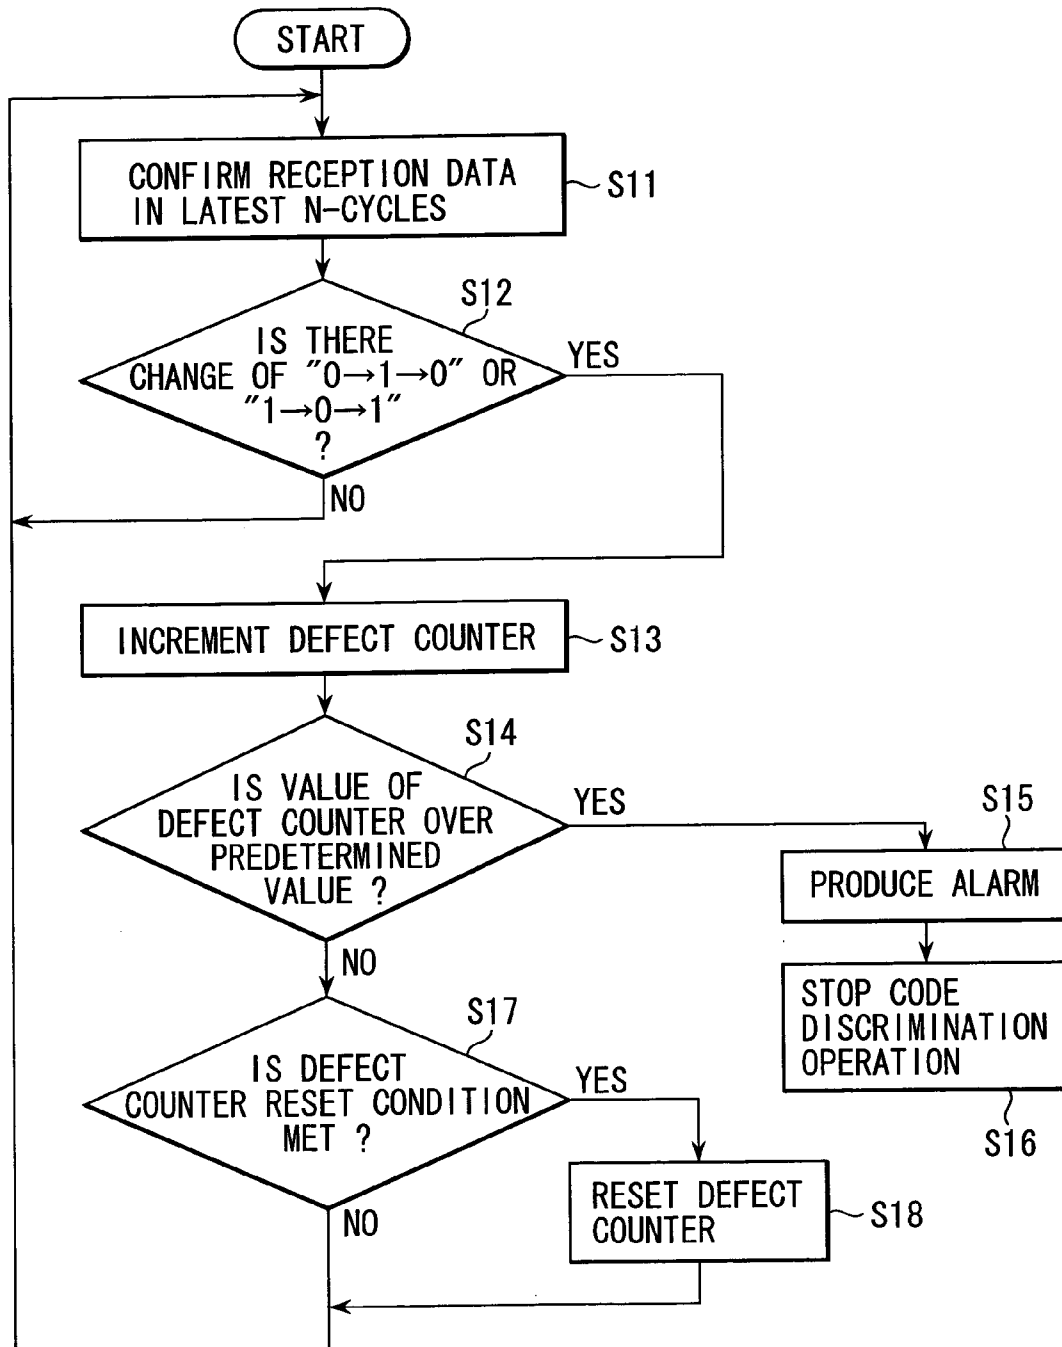 START
CONFIRM RECEPTION DATA
IN LATEST N-CYCLES
S11
S12
IS THERE
CHANGE OF "0→1→0" OR
"1→0→1"
?
YES
NO
INCREMENT DEFECT COUNTER
S13
S14
IS VALUE OF
DEFECT COUNTER OVER
PREDETERMINED
VALUE ?
YES
S15
PRODUCE ALARM
NO
STOP CODE
DISCRIMINATION
OPERATION
S16
S17
IS DEFECT
COUNTER RESET CONDITION
MET ?
YES
NO
RESET DEFECT
COUNTER
S18